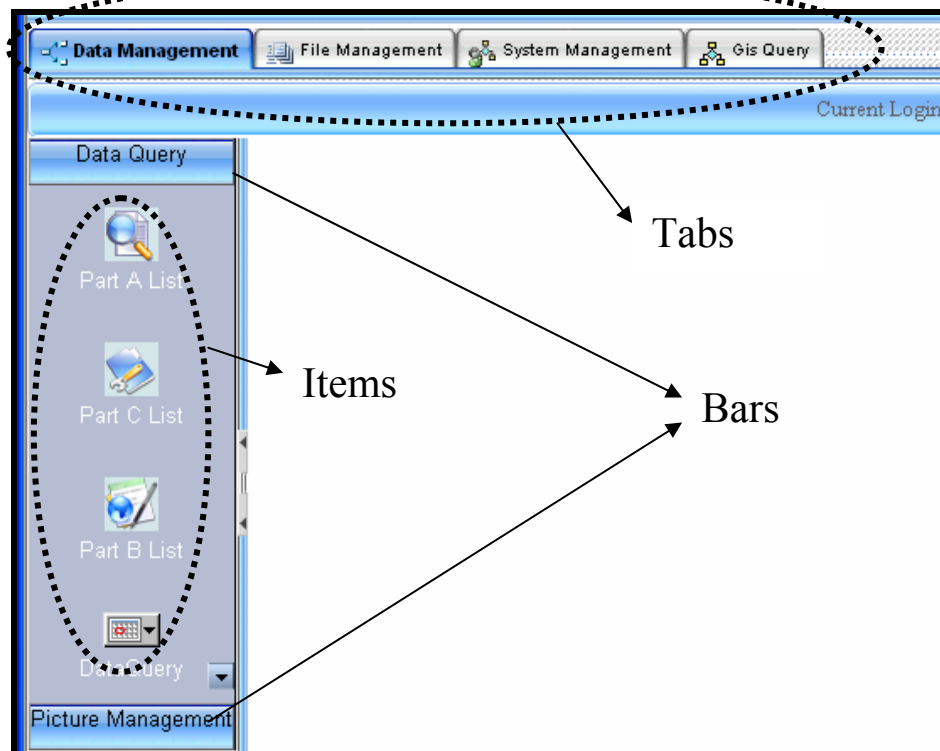 Data Management File Management System Management Gis Query
Current Login
Data Query
Tabs
Part A List
Items
Bars
Part C List
Part B List
DataQuery
Picture Management